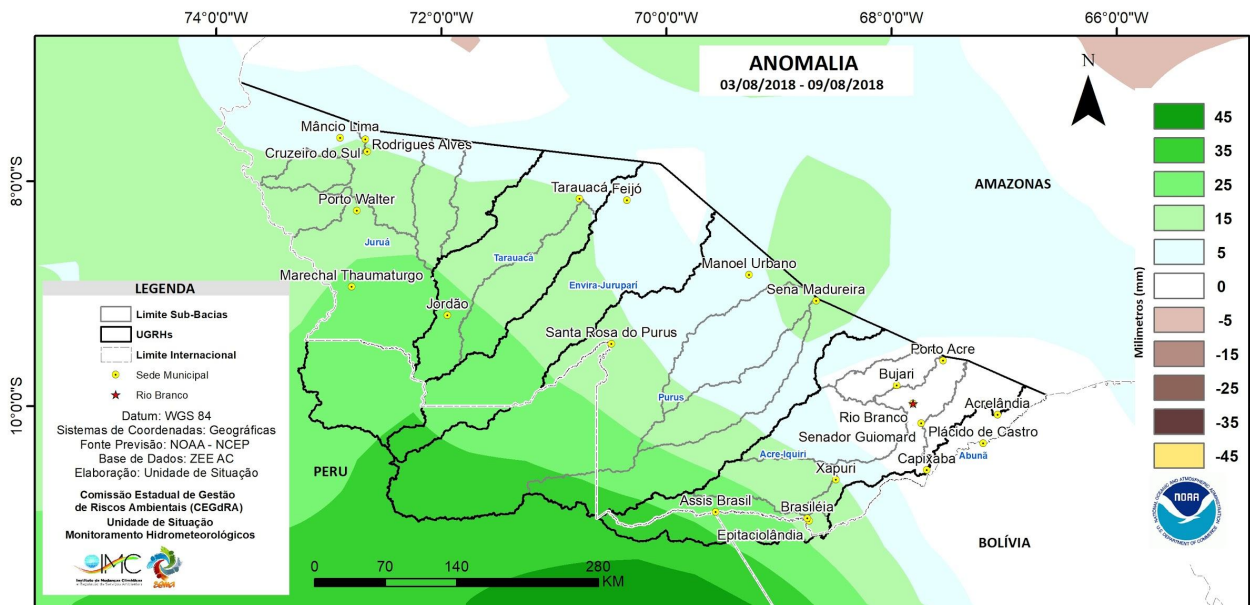 74°0'0"W 72°0'0"W 70°0'0"W 68°0'0"W 66°0'0"W
ANOMALIA
03/08/2018 - 09/08/2018
N
8°0'0"S
10°0'0"S
Mâncio Lima
Rodrigues Alves
Cruzeiro do Sul
Porto Walter
Juruá
Marechal Thaumaturgo
Jordão
Tarauacá
Feijó
Tarauacá
Envira-Jurupari
Manoel Urbano
Sena Madureira
Santa Rosa do Purus
Purus
Porto Acre
Bujari
Rio Branco
Acrelândia
Senador Guiomard
Plácido de Castro
Acre-Iquiri
Capixaba
Abunã
Xapuri
Assis Brasil
Brasiléia
Epitaciolândia
AMAZONAS
PERU
BOLÍVIA
LEGENDA
Limite Sub-Bacias
UGRHs
Limite Internacional
Sede Municipal
Rio Branco
Datum: WGS 84
Sistemas de Coordenadas: Geográficas
Fonte Previsão: NOAA - NCEP
Base de Dados: ZEE AC
Elaboração: Unidade de Situação
Comissão Estadual de Gestão
de Riscos Ambientais (CEGdRA)
Unidade de Situação
Monitoramento Hidrometeorológicos
IMC
SEMA
0 70 140 280
KM
Milimetros (mm)
45
35
25
15
5
0
-5
-15
-25
-35
-45
NOAA